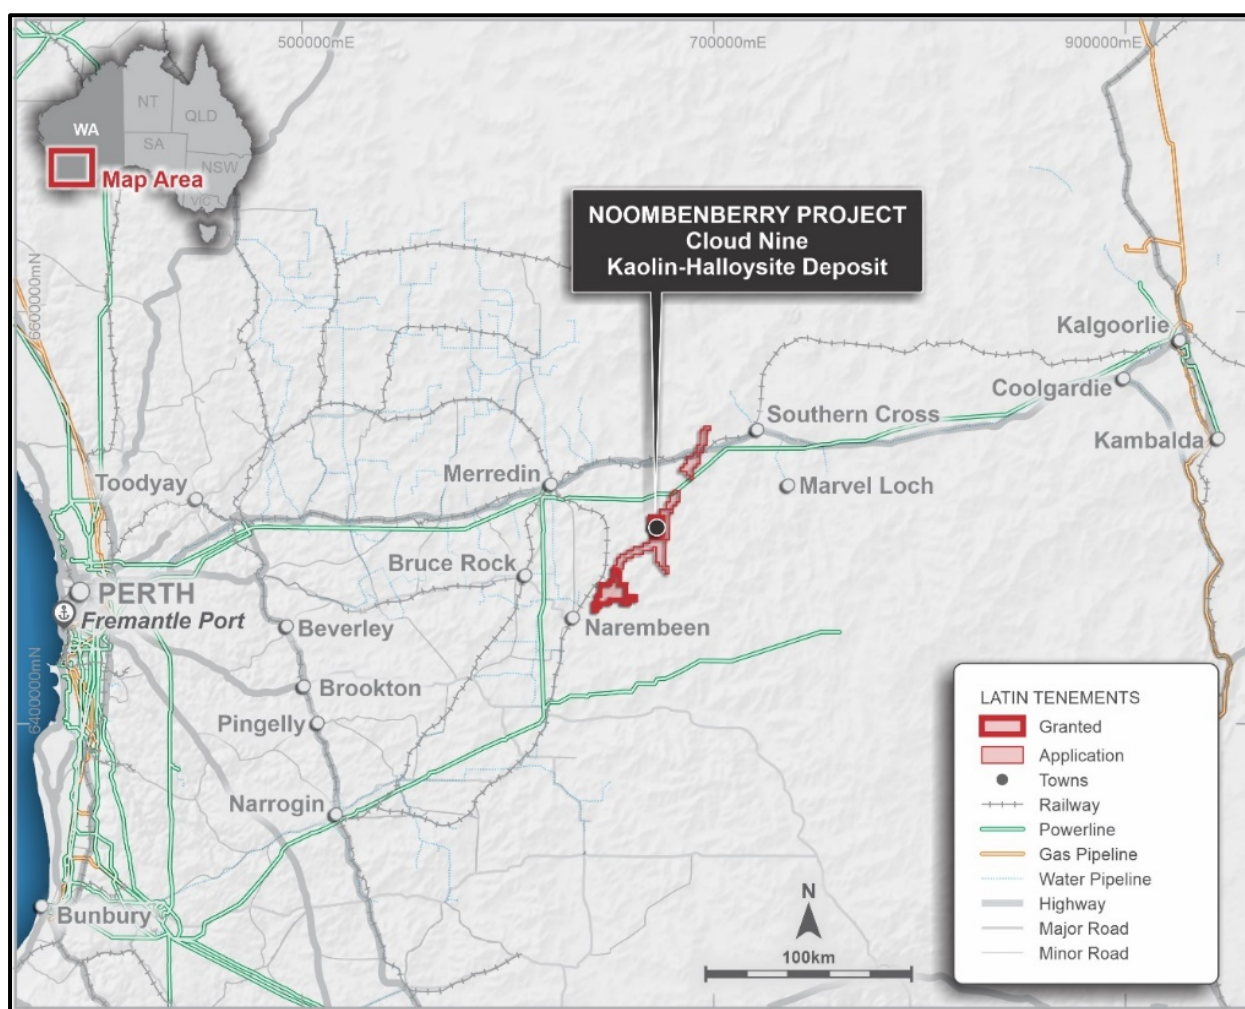 500000mE
700000mE
900000mE
NT
QLD
WA
SA
NSW
VIC
Map Area
NOOMBENBERRY PROJECT
Cloud Nine
Kaolin-Halloysite Deposit
6600000mN
Kalgoorlie
Coolgardie
Southern Cross
Kambalda
Merredin
Toodyay
Marvel Loch
Bruce Rock
PERTH
Fremantle Port
Beverley
Narembeen
Brookton
6400000mN
Pingelly
Narrogin
Bunbury
N
100km
LATIN TENEMENTS
Granted
Application
Towns
Railway
Powerline
Gas Pipeline
Water Pipeline
Highway
Major Road
Minor Road